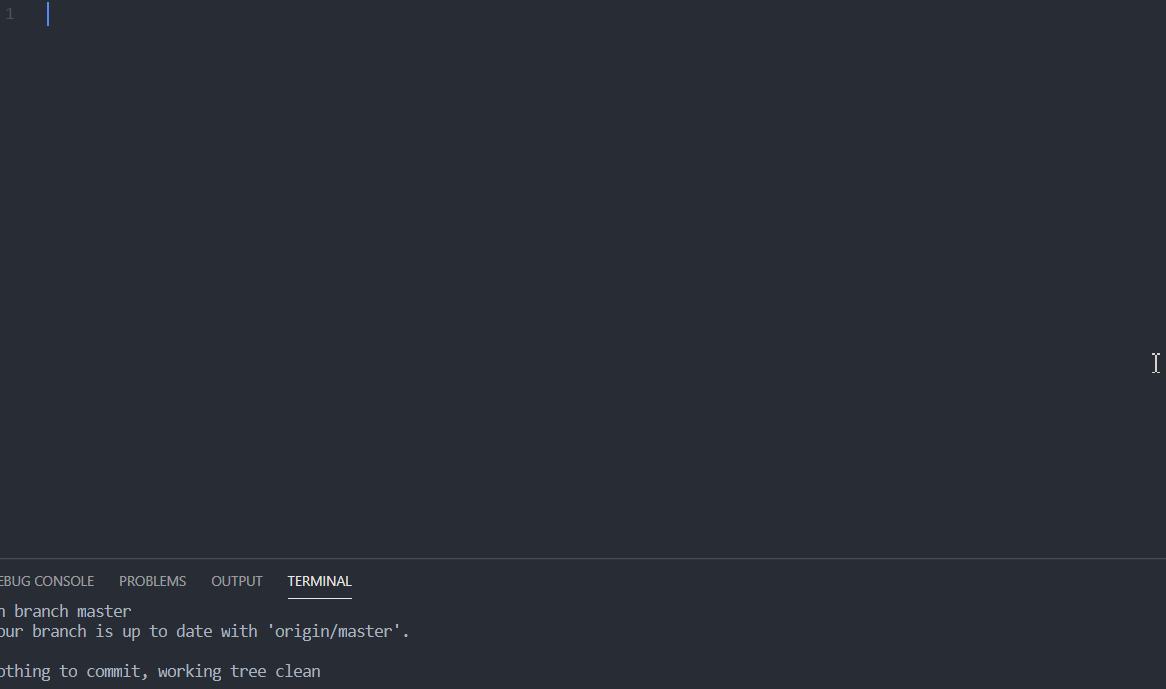 1
EBUG CONSOLE PROBLEMS OUTPUT TERMINAL
n branch master
our branch is up to date with 'origin/master'.
othing to commit, working tree clean